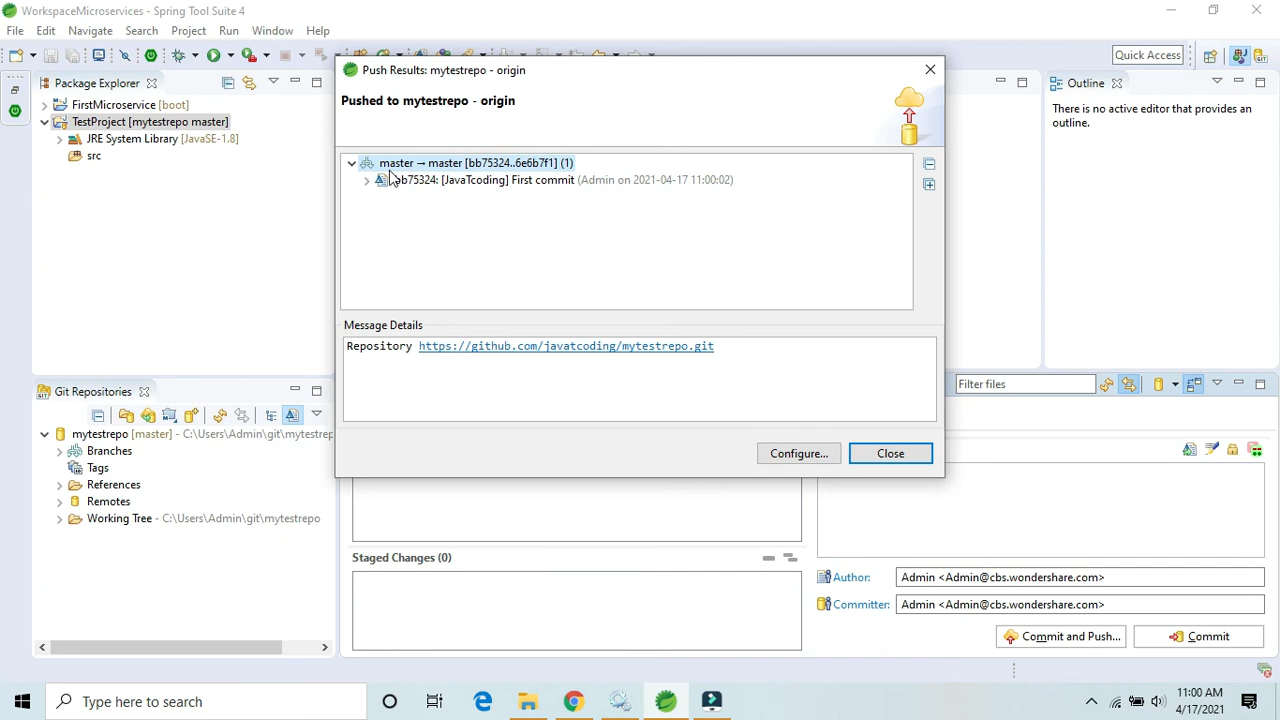 WorkspaceMicroservices - Spring Tool Suite 4
File Edit Navigate Search Project Run Window Help
Quick Access
Package Explorer
FirstMicroservice [boot]
TestProject [mytestrepo master]
JRE System Library [JavaSE-1.8]
src
Push Results: mytestrepo - origin
Pushed to mytestrepo - origin
master → master [bb75324..6e6b7f1] (1)
bb75324: [JavaTcoding] First commit (Admin on 2021-04-17 11:00:02)
Message Details
Repository https://github.com/javatcoding/mytestrepo.git
Configure...
Close
Outline
There is no active editor that provides an
outline.
Git Repositories
mytestrepo [master] - C:\Users\Admin\git\mytestrep
Branches
Tags
References
Remotes
Working Tree - C:\Users\Admin\git\mytestrepo
Filter files
Staged Changes (0)
Author: Admin <Admin@cbs.wondershare.com>
Committer: Admin <Admin@cbs.wondershare.com>
Commit and Push...
Commit
Type here to search
11:00 AM
4/17/2021